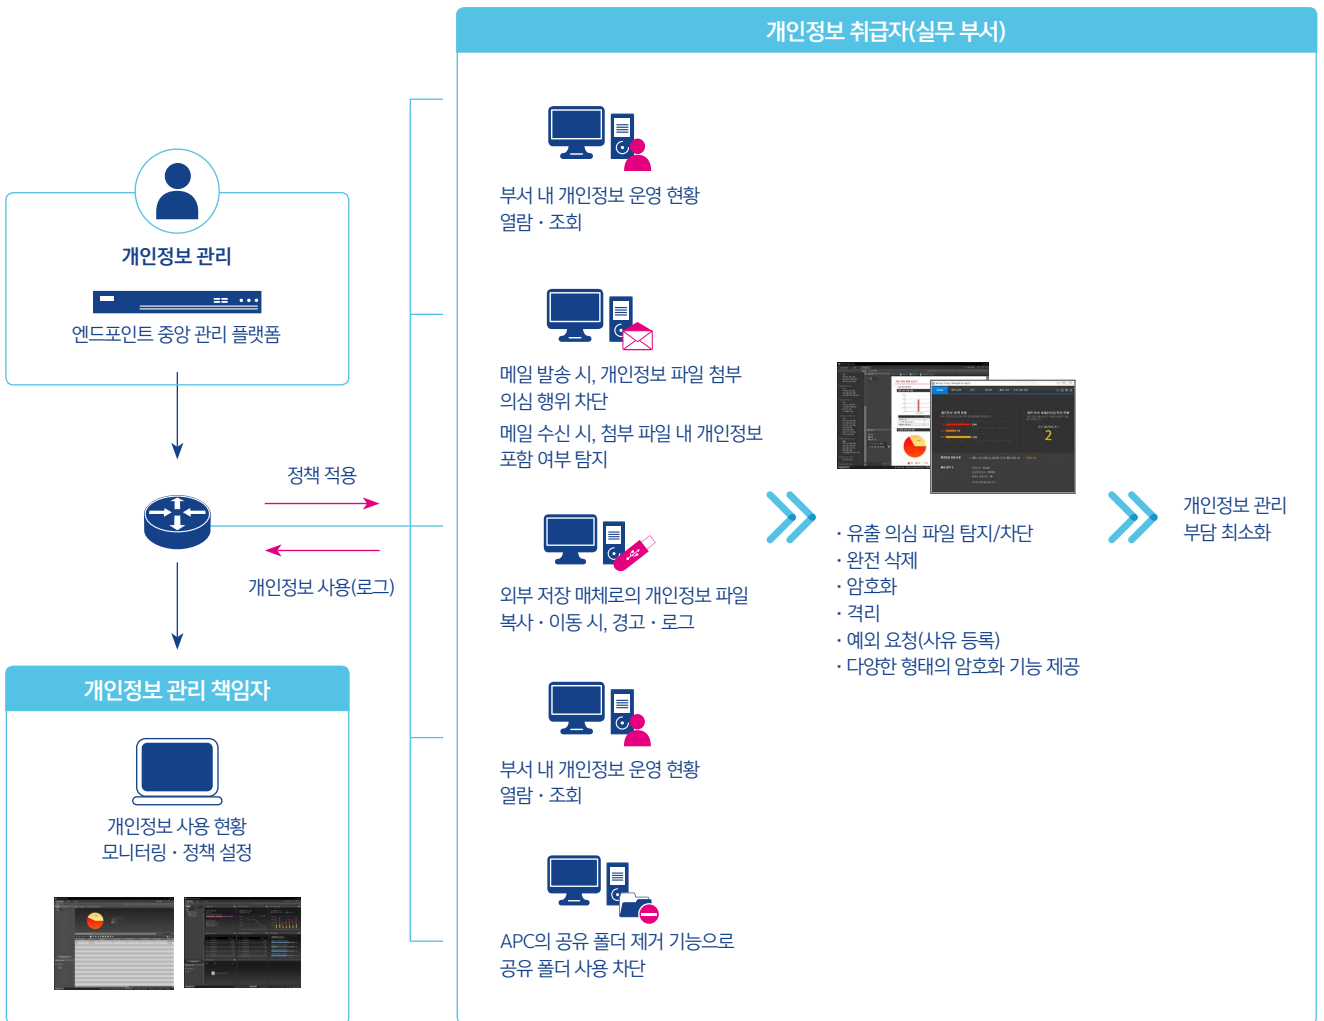 개인정보 취급자(실무 부서)
개인정보 관리
엔드포인트 중앙 관리 플랫폼
정책 적용
개인정보 사용(로그)
개인정보 관리 책임자
개인정보 사용 현황
모니터링 · 정책 설정
부서 내 개인정보 운영 현황
열람 · 조회
메일 발송 시, 개인정보 파일 첨부
의심 행위 차단
메일 수신 시, 첨부 파일 내 개인정보
포함 여부 탐지
외부 저장 매체로의 개인정보 파일
복사 · 이동 시, 경고 · 로그
부서 내 개인정보 운영 현황
열람 · 조회
APC의 공유 폴더 제거 기능으로
공유 폴더 사용 차단
2
· 유출 의심 파일 탐지/차단
· 완전 삭제
· 암호화
· 격리
· 예외 요청(사유 등록)
· 다양한 형태의 암호화 기능 제공
개인정보 관리
부담 최소화